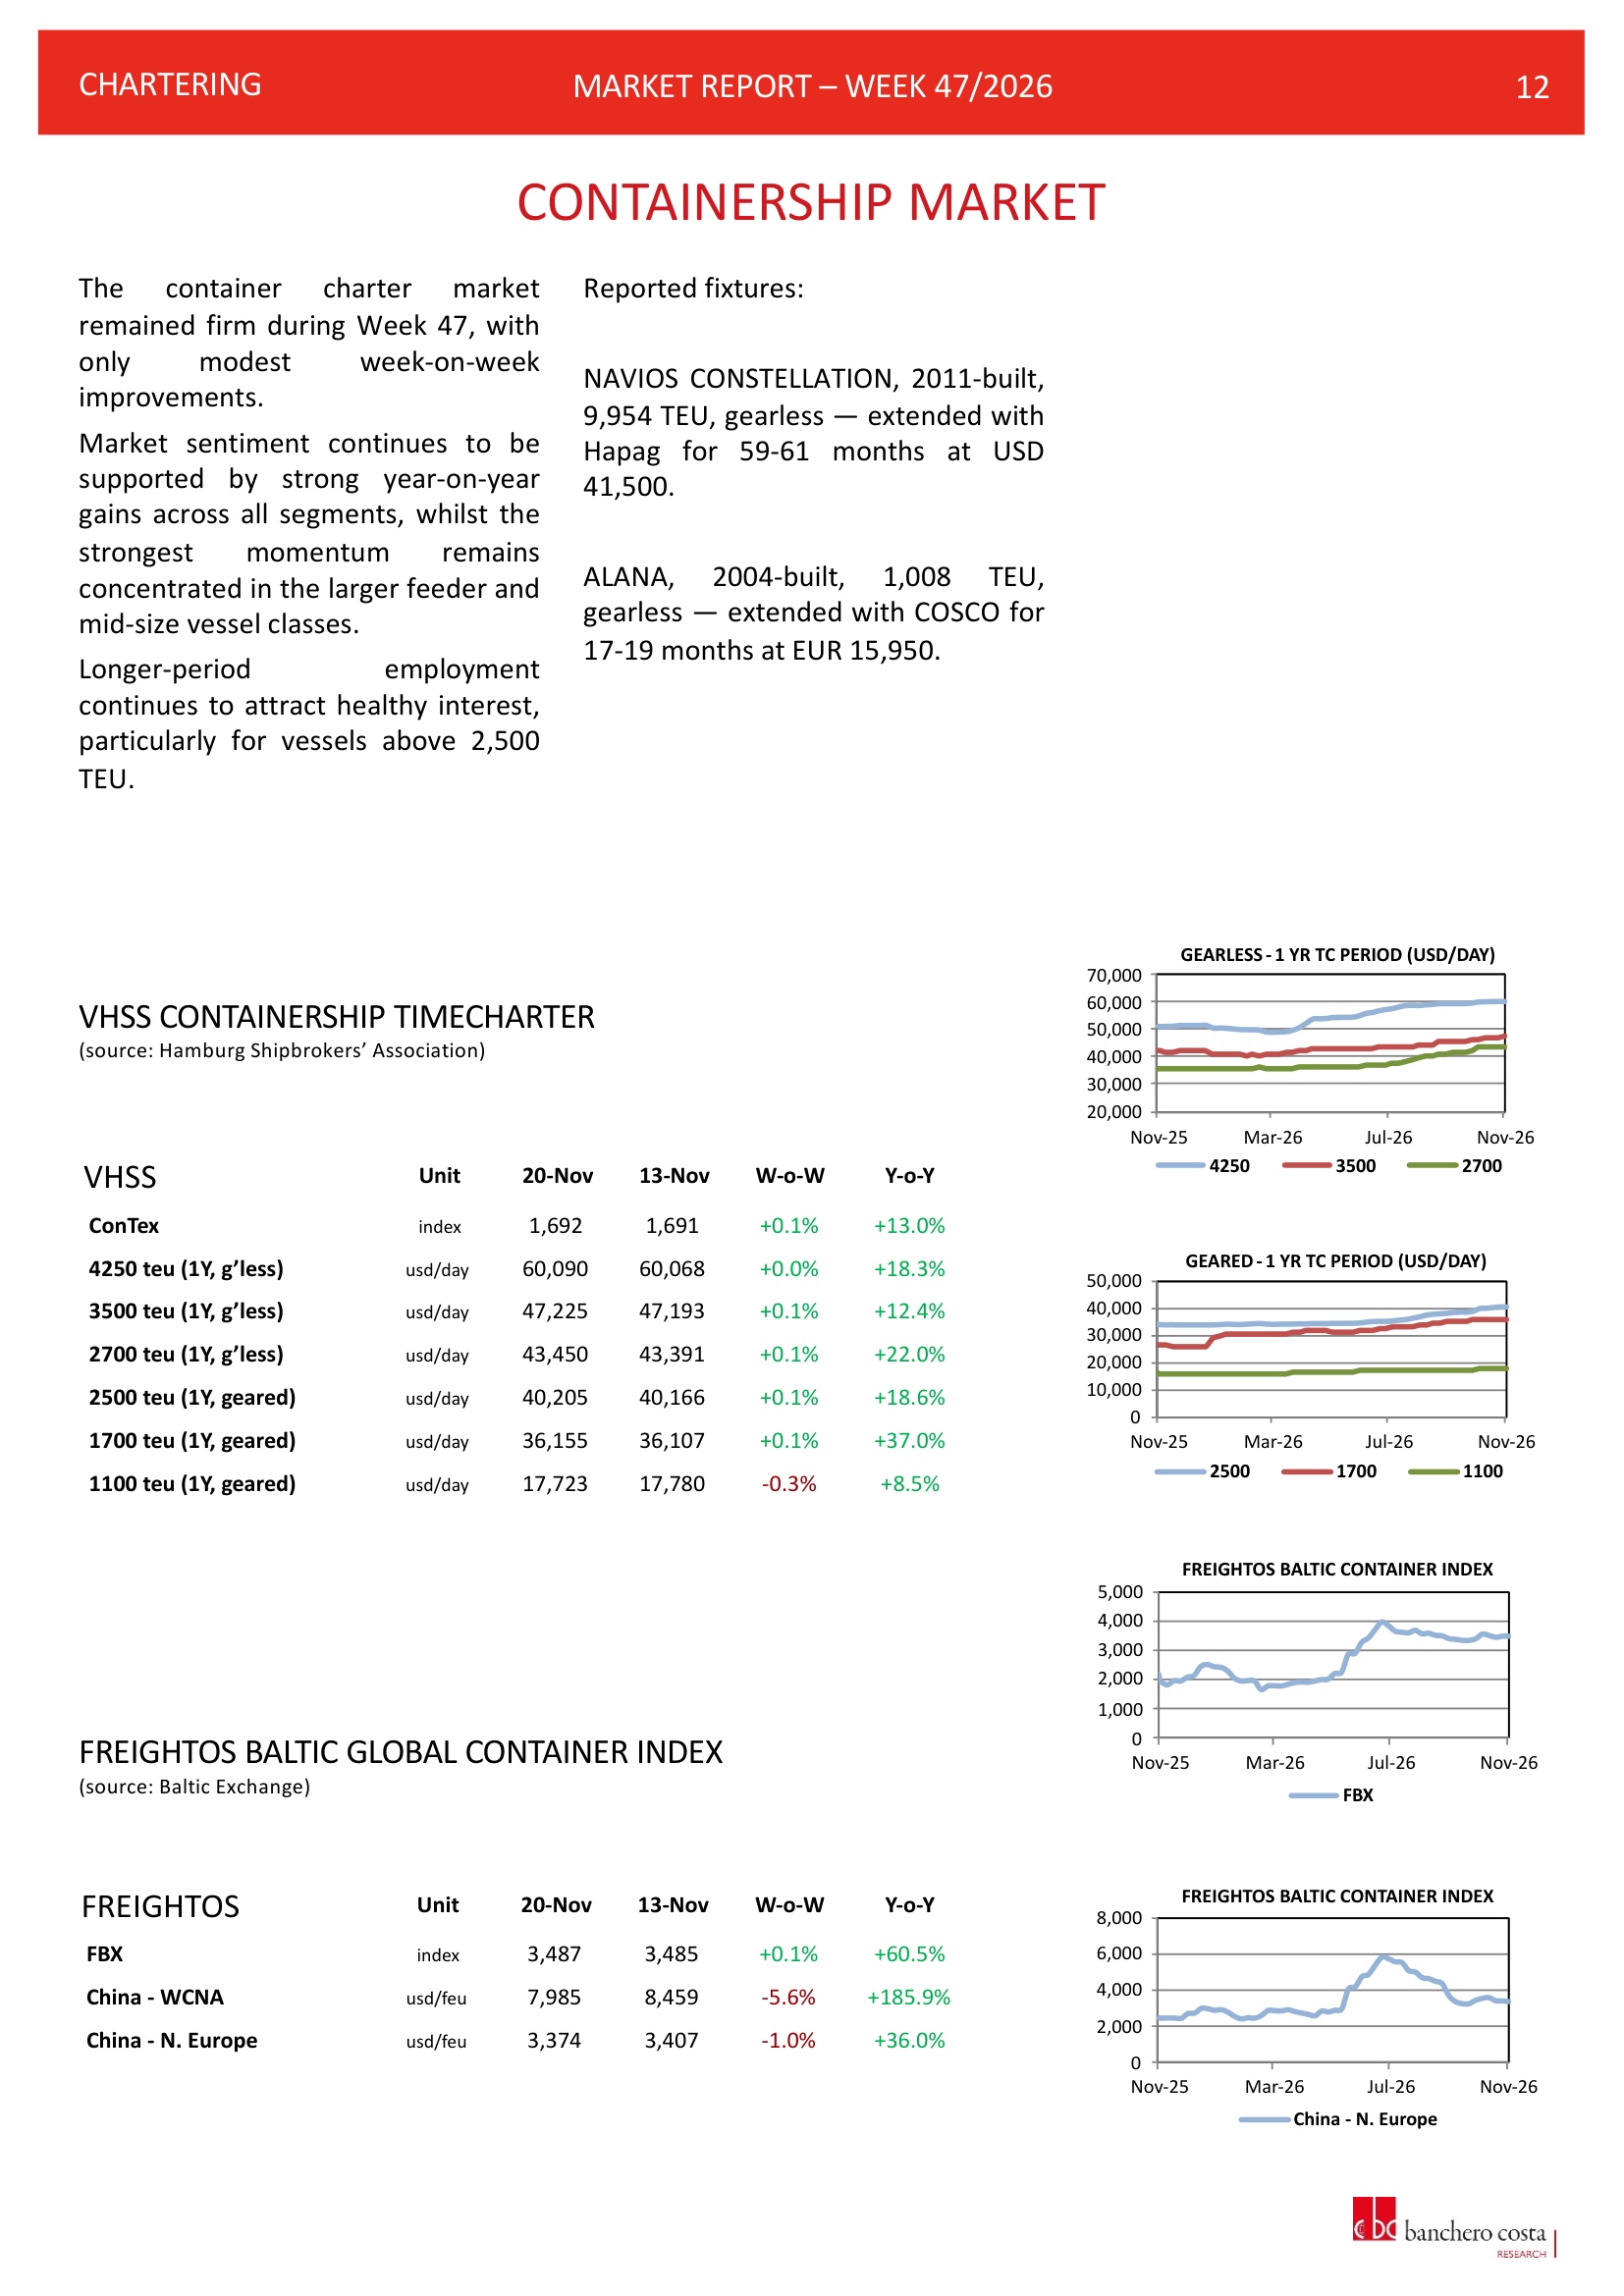 CHARTERING
MARKET REPORT – WEEK 47/2026
12
CONTAINERSHIP MARKET
The container charter market
remained firm during Week 47, with
only modest week-on-week
improvements.
Market sentiment continues to be
supported by strong year-on-year
gains across all segments, whilst the
strongest momentum remains
concentrated in the larger feeder and
mid-size vessel classes.
Longer-period employment
continues to attract healthy interest,
particularly for vessels above 2,500
TEU.
Reported fixtures:
NAVIOS CONSTELLATION, 2011-built,
9,954 TEU, gearless — extended with
Hapag for 59-61 months at USD
41,500.
ALANA, 2004-built, 1,008 TEU,
gearless — extended with COSCO for
17-19 months at EUR 15,950.
VHSS CONTAINERSHIP TIMECHARTER
(source: Hamburg Shipbrokers’ Association)
VHSS Unit 20-Nov 13-Nov W-o-W Y-o-Y
ConTex index 1,692 1,691 +0.1% +13.0%
4250 teu (1Y, g’less) usd/day 60,090 60,068 +0.0% +18.3%
3500 teu (1Y, g’less) usd/day 47,225 47,193 +0.1% +12.4%
2700 teu (1Y, g’less) usd/day 43,450 43,391 +0.1% +22.0%
2500 teu (1Y, geared) usd/day 40,205 40,166 +0.1% +18.6%
1700 teu (1Y, geared) usd/day 36,155 36,107 +0.1% +37.0%
1100 teu (1Y, geared) usd/day 17,723 17,780 -0.3% +8.5%
FREIGHTOS BALTIC GLOBAL CONTAINER INDEX
(source: Baltic Exchange)
FREIGHTOS Unit 20-Nov 13-Nov W-o-W Y-o-Y
FBX index 3,487 3,485 +0.1% +60.5%
China - WCNA usd/feu 7,985 8,459 -5.6% +185.9%
China - N. Europe usd/feu 3,374 3,407 -1.0% +36.0%
GEARLESS - 1 YR TC PERIOD (USD/DAY)
70,000
60,000
50,000
40,000
30,000
20,000
Nov-25 Mar-26 Jul-26 Nov-26
4250 3500 2700
GEARED - 1 YR TC PERIOD (USD/DAY)
50,000
40,000
30,000
20,000
10,000
0
Nov-25 Mar-26 Jul-26 Nov-26
2500 1700 1100
FREIGHTOS BALTIC CONTAINER INDEX
5,000
4,000
3,000
2,000
1,000
0
Nov-25 Mar-26 Jul-26 Nov-26
FBX
FREIGHTOS BALTIC CONTAINER INDEX
8,000
6,000
4,000
2,000
0
Nov-25 Mar-26 Jul-26 Nov-26
China - N. Europe
bc banchero costa
RESEARCH